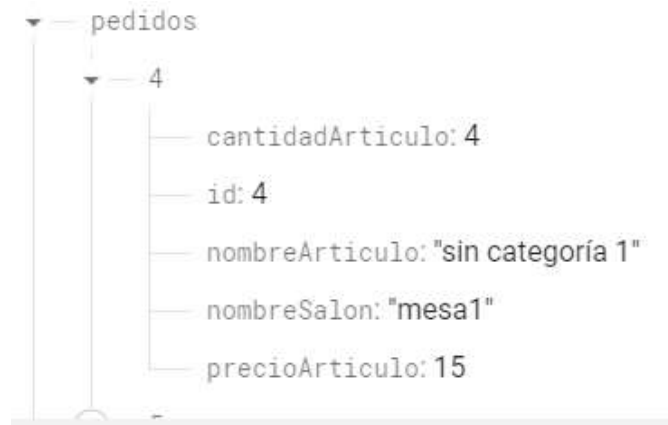 pedidos
4
cantidadArticulo: 4
id: 4
nombreArticulo: "sin categoría 1"
nombreSalon: "mesa1"
precioArticulo: 15